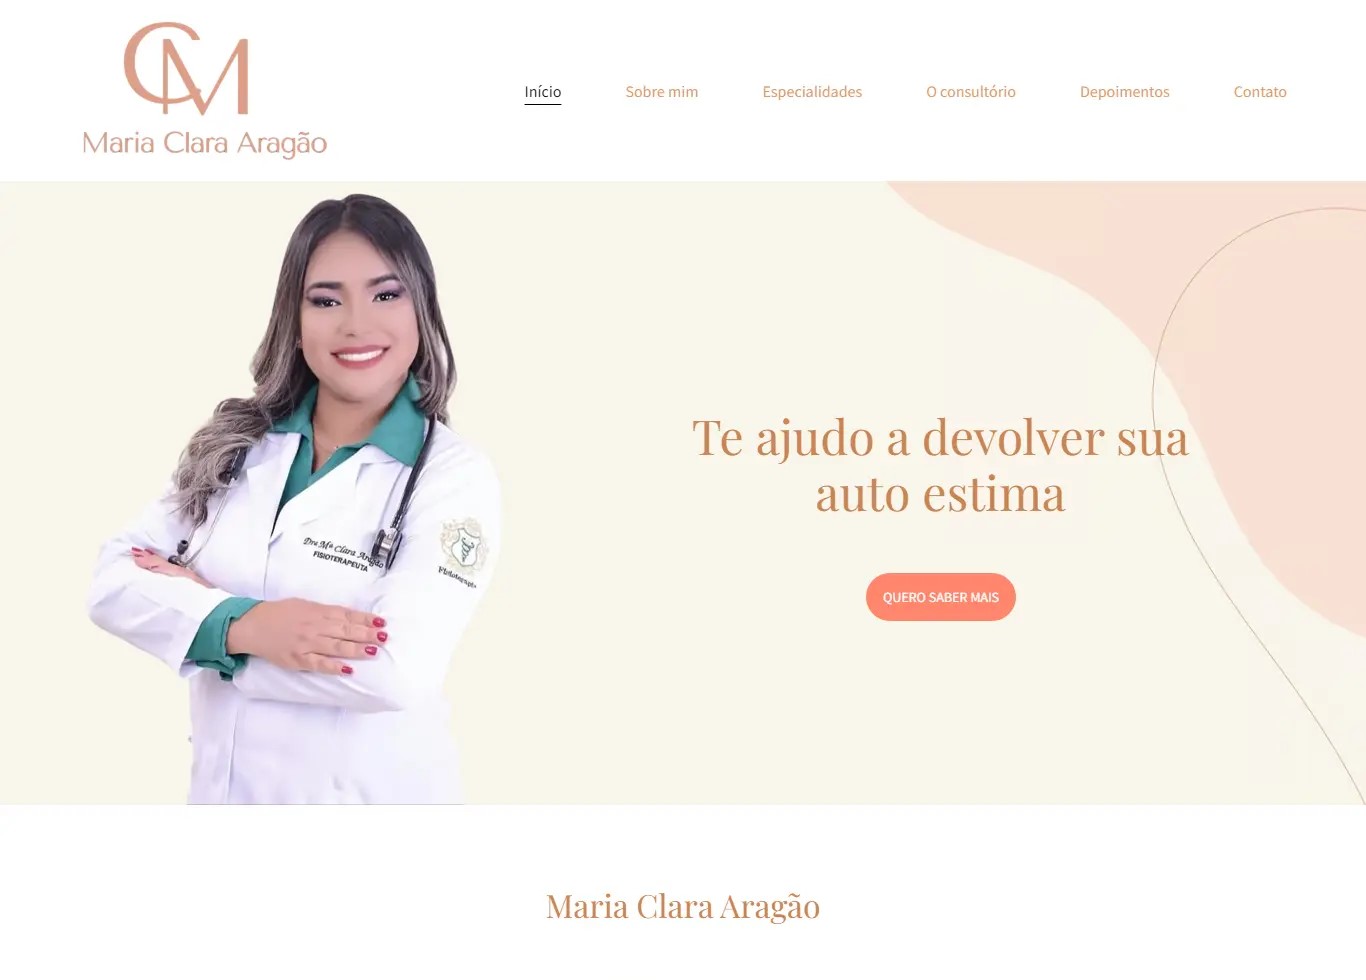 CM
Maria Clara Aragão
Início
Sobre mim
Especialidades
O consultório
Depoimentos
Contato
Te ajudo a devolver sua
auto estima
QUERO SABER MAIS
Dra Mª Clara Aragão
FISIOTERAPEUTA
Fisioterapia
Maria Clara Aragão